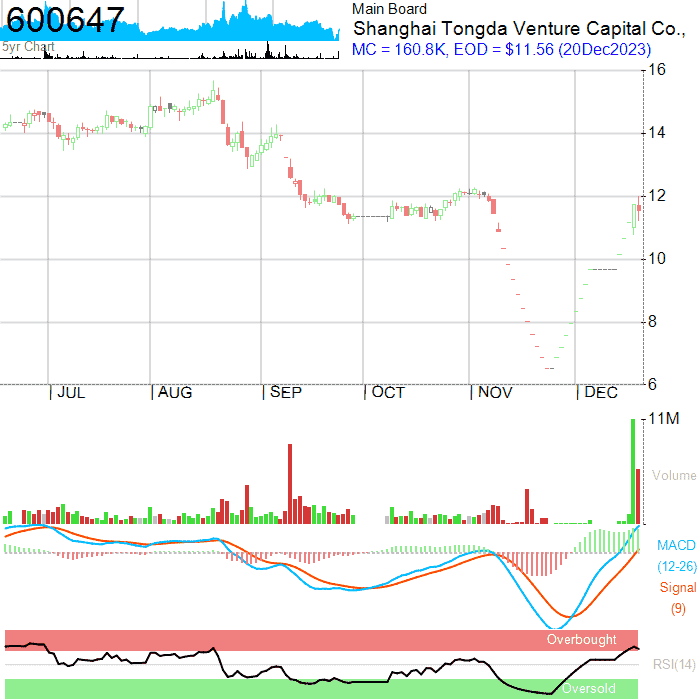 600647
5yr Chart
Main Board
Shanghai Tongda Venture Capital Co.,
MC = 160.8K, EOD = $11.56 (20Dec2023)
16
14
12
10
8
6
JUL
AUG
SEP
OCT
NOV
DEC
11M
Volume
MACD
(12-26)
Signal
(9)
Overbought
RSI(14)
Oversold